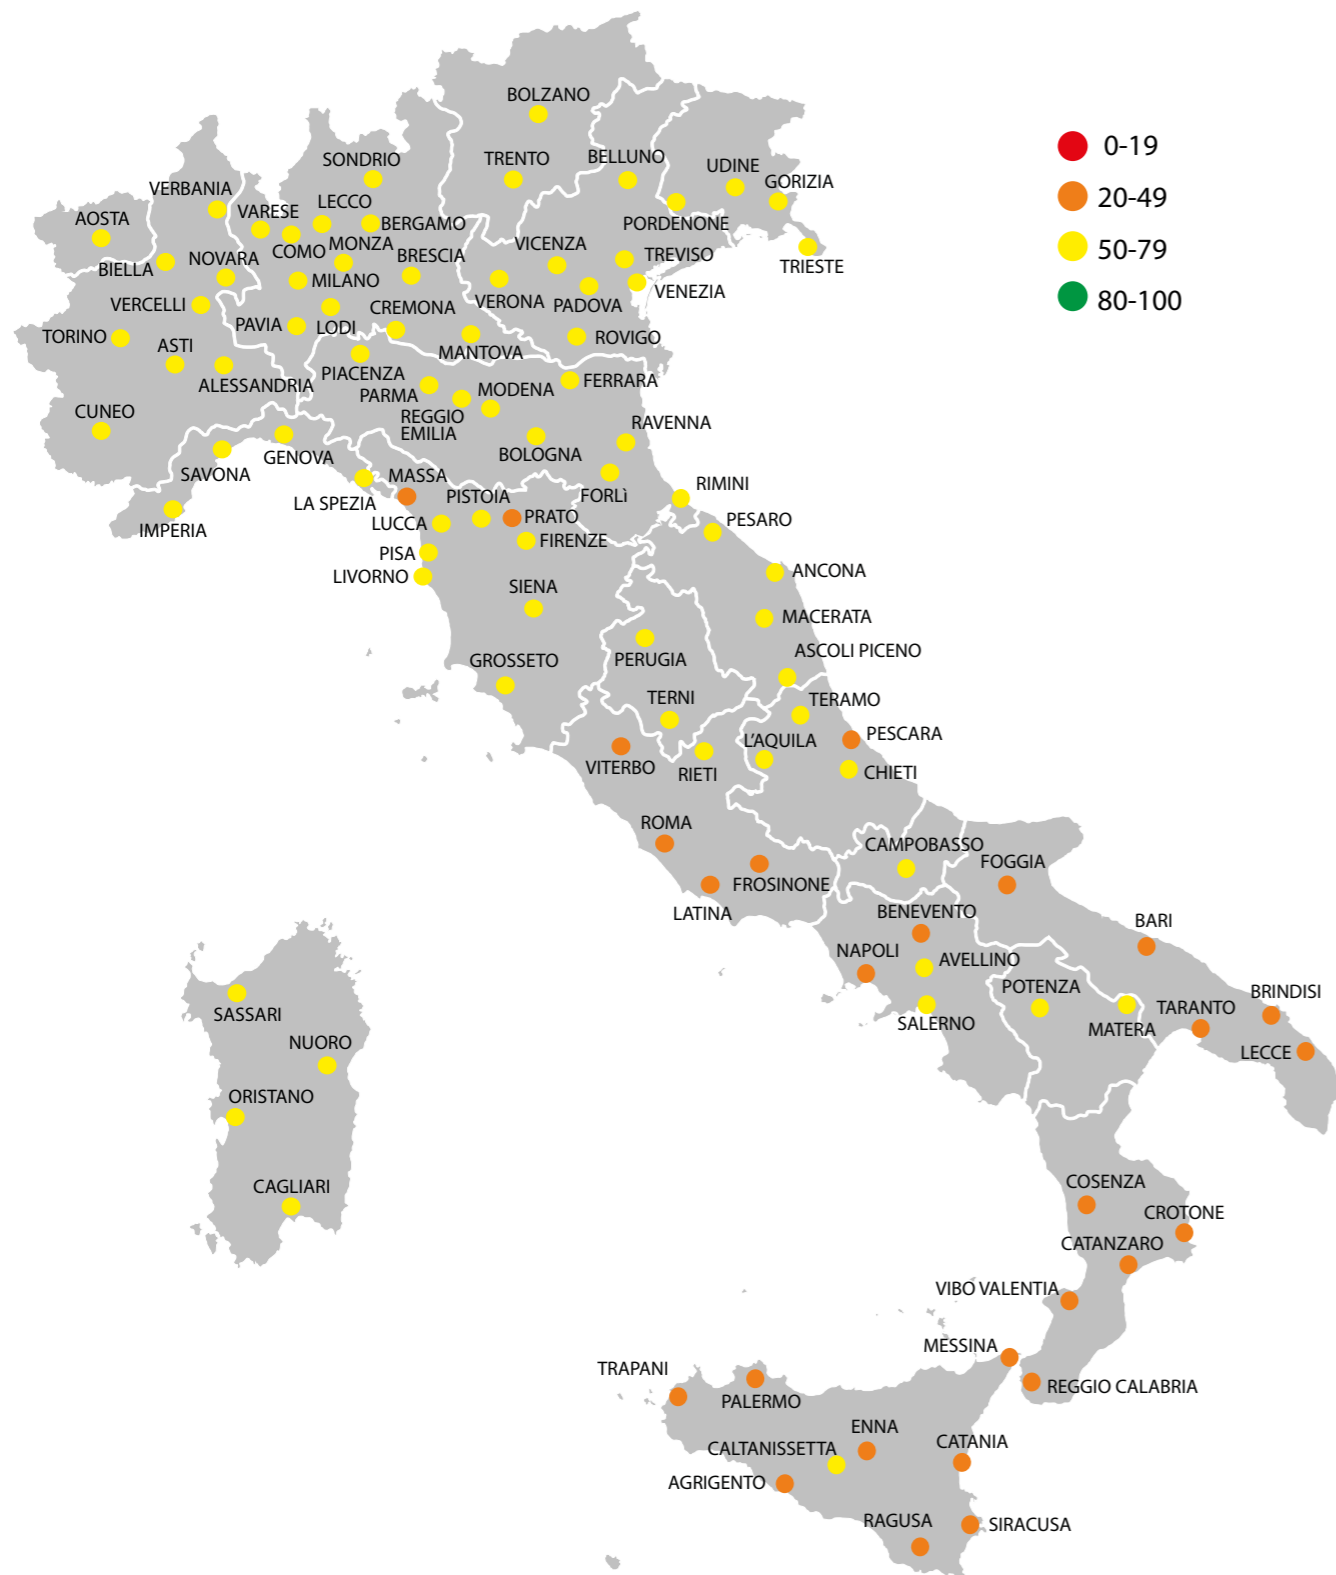 BOLZANO
SONDRIO
TRENTO
BELLUNO
UDINE
0-19
GORIZIA
VERBANIA
LECCO
20-49
AOSTA
VARESE
BERGAMO
PORDENONE
COMO
MONZA
VICENZA
TREVISO
50-79
BIELLA
NOVARA
BRESCIA
TRIESTE
MILANO
VERONA
PADOVA
VENEZIA
80-100
VERCELLI
CREMONA
PAVIA
LODI
TORINO
ASTI
MANTOVA
ROVIGO
ALESSANDRIA
PIACENZA
PARMA
MODENA
FERRARA
CUNEO
REGGIO
EMILIA
RAVENNA
GENOVA
BOLOGNA
SAVONA
MASSA
LA SPEZIA
PISTOIA
FORLì
RIMINI
IMPERIA
LUCCA
PRATO
PESARO
FIRENZE
PISA
LIVORNO
ANCONA
SIENA
MACERATA
GROSSETO
PERUGIA
ASCOLI PICENO
TERNI
TERAMO
L'AQUILA
PESCARA
VITERBO
RIETI
CHIETI
ROMA
CAMPOBASSO
FOGGIA
FROSINONE
LATINA
BENEVENTO
BARI
NAPOLI
AVELLINO
POTENZA
BRINDISI
SASSARI
SALERNO
MATERA
TARANTO
NUORO
LECCE
ORISTANO
CAGLIARI
COSENZA
CROTONE
CATANZARO
VIBO VALENTIA
MESSINA
TRAPANI
REGGIO CALABRIA
PALERMO
ENNA
CATANIA
CALTANISSETTA
AGRIGENTO
RAGUSA
SIRACUSA